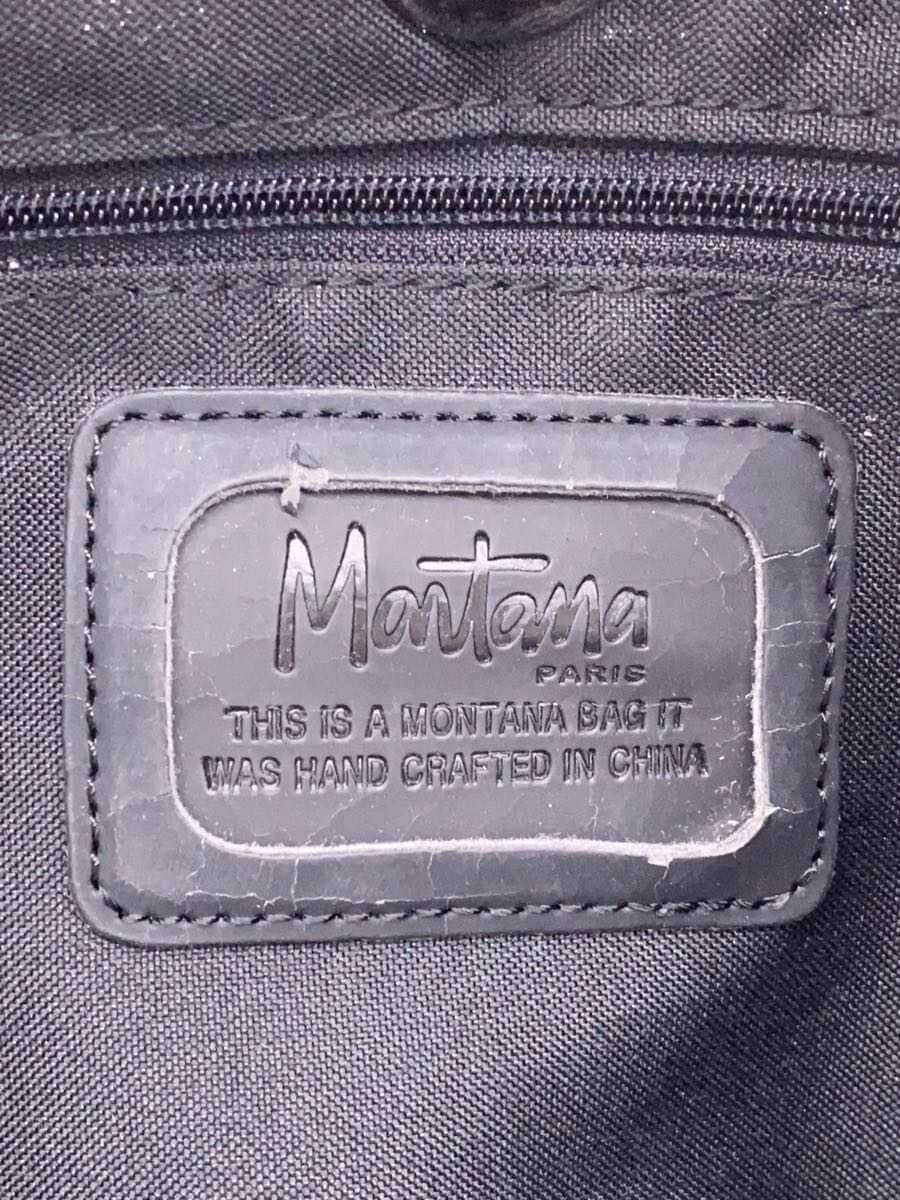 Montana
PARIS
THIS IS A MONTANA BAG IT
WAS HAND CRAFTED IN CHINA